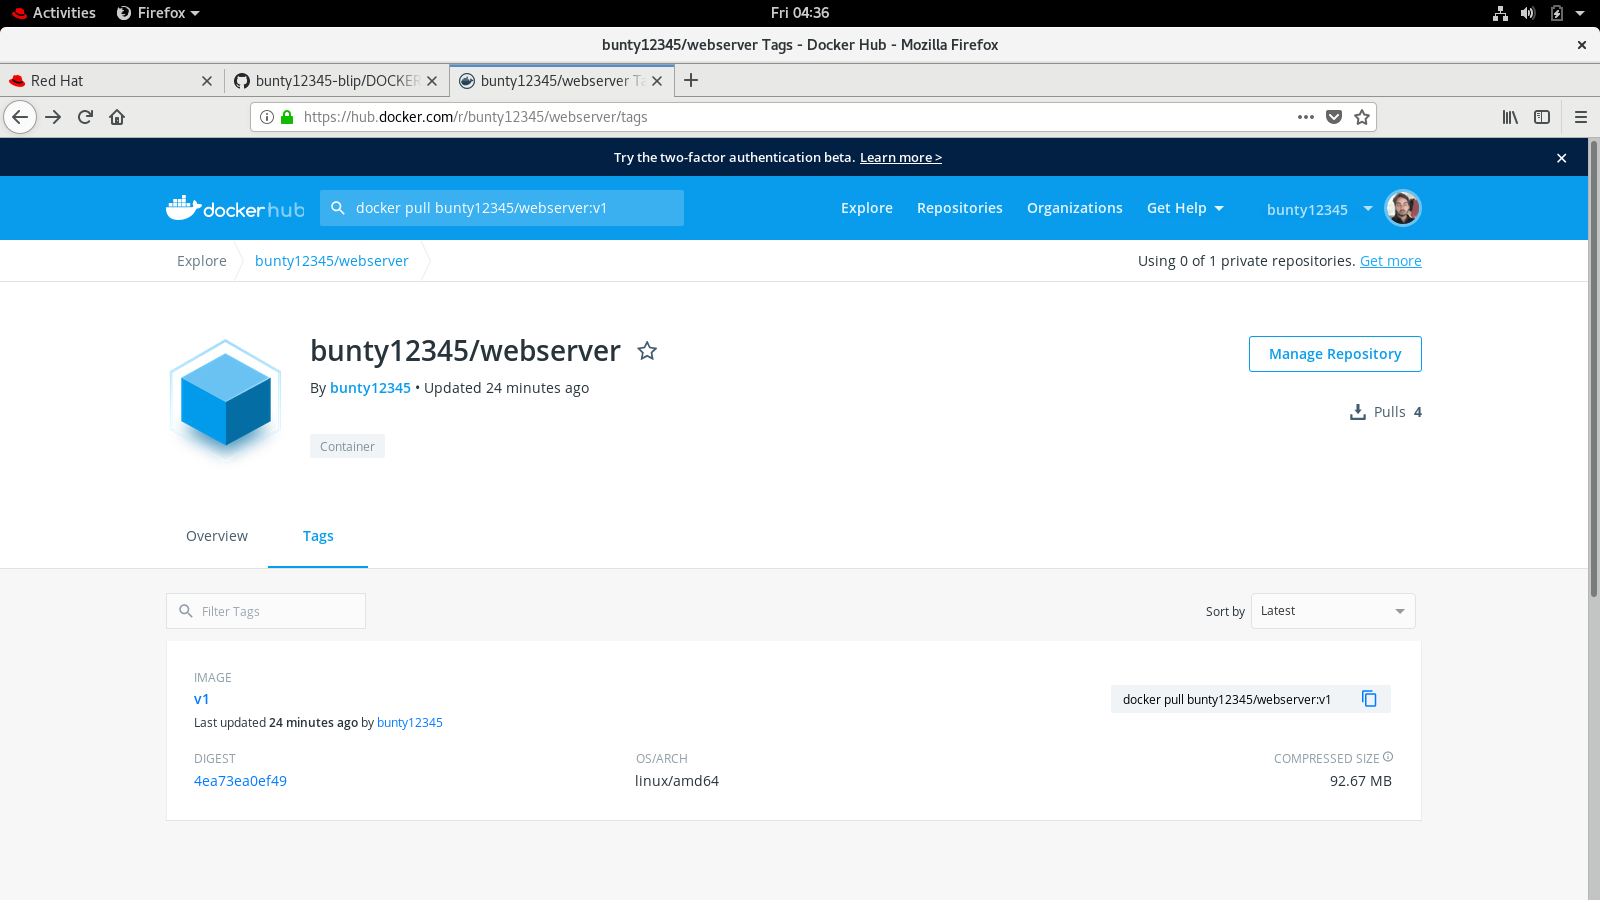 Activities Firefox Fri 04:36
bunty12345/webserver Tags - Docker Hub - Mozilla Firefox
Red Hat bunty12345-blip/DOCKER bunty12345/webserver Ta
https://hub.docker.com/r/bunty12345/webserver/tags
Try the two-factor authentication beta. Learn more >
docker hub docker pull bunty12345/webserver:v1 Explore Repositories Organizations Get Help bunty12345
Explore bunty12345/webserver Using 0 of 1 private repositories. Get more
bunty12345/webserver
Manage Repository
By bunty12345 • Updated 24 minutes ago
Pulls 4
Container
Overview Tags
Filter Tags Sort by Latest
IMAGE
v1
docker pull bunty12345/webserver:v1
Last updated 24 minutes ago by bunty12345
DIGEST OS/ARCH COMPRESSED SIZE
4ea73ea0ef49 linux/amd64 92.67 MB